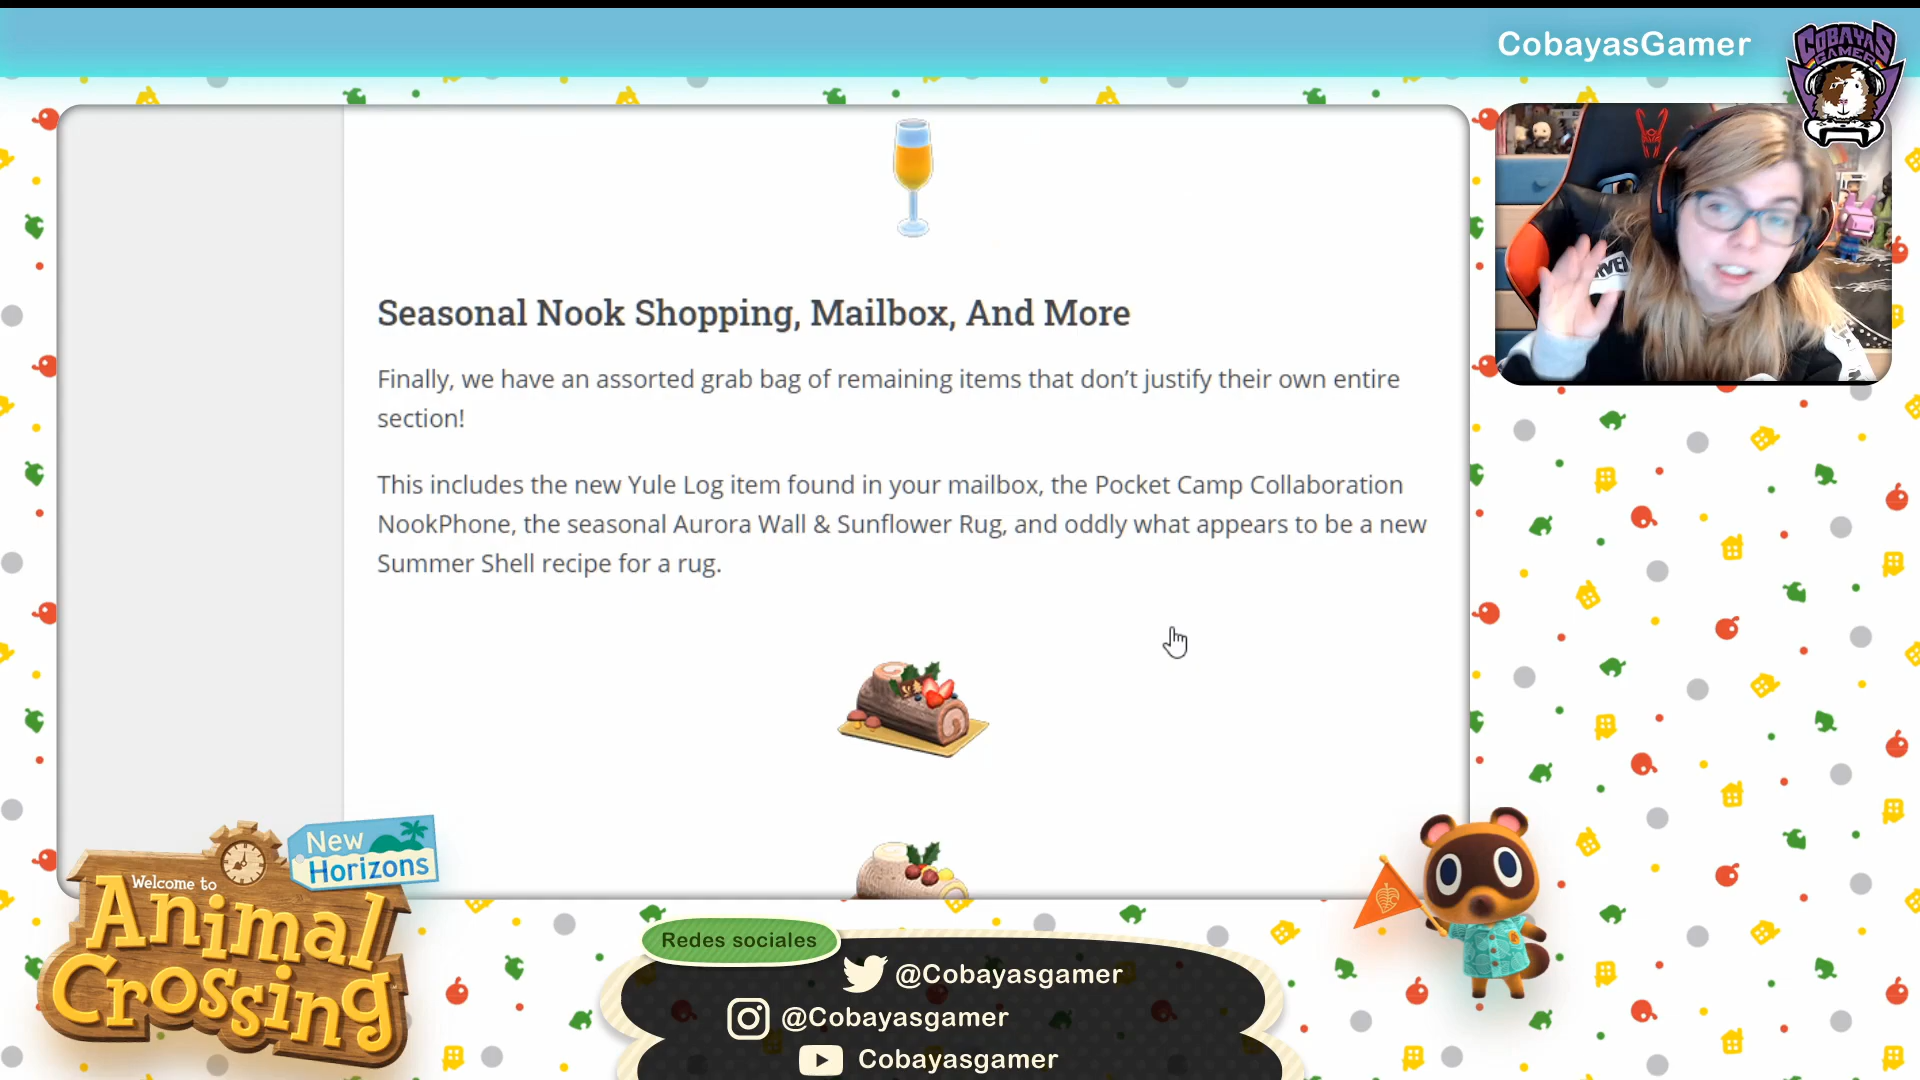 CobayasGamer
COBAYAS
GAMER
Seasonal Nook Shopping, Mailbox, And More
Finally, we have an assorted grab bag of remaining items that don't justify their own entire
section!
This includes the new Yule Log item found in your mailbox, the Pocket Camp Collaboration
NookPhone, the seasonal Aurora Wall & Sunflower Rug, and oddly what appears to be a new
Summer Shell recipe for a rug.
Welcome to
Animal
Crossing
New
Horizons
Redes sociales
@Cobayasgamer
@Cobayasgamer
Cobayasgamer